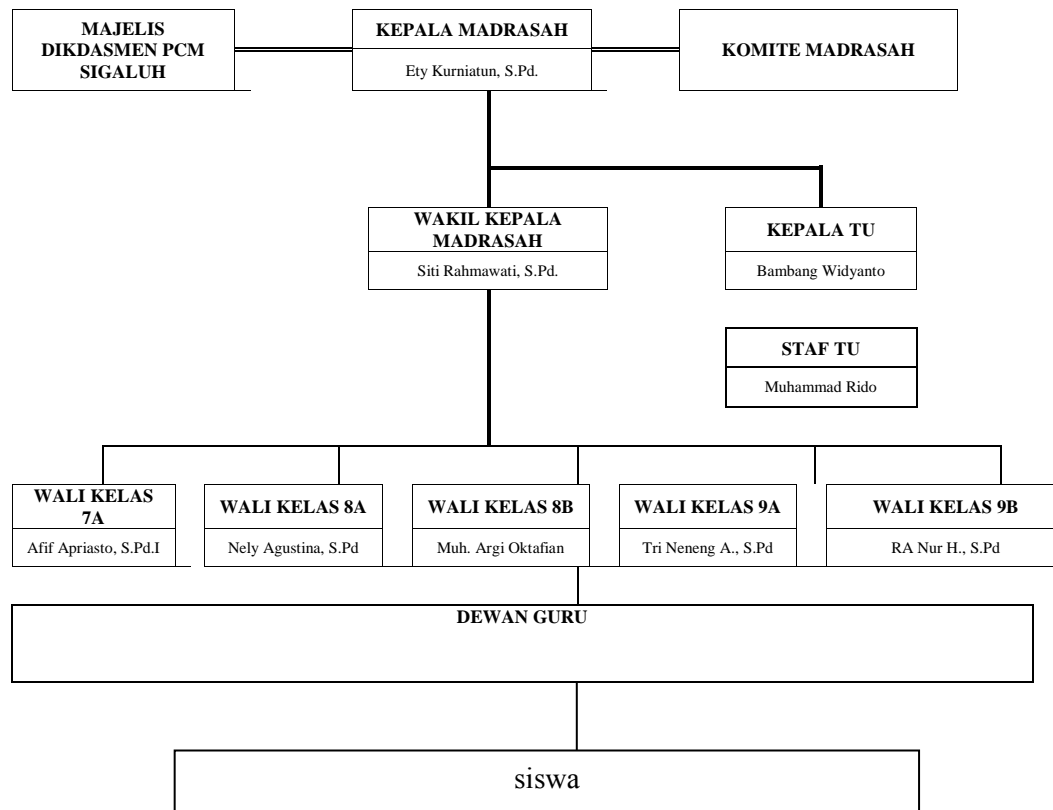 MAJELIS
DIKDASMEN PCM
SIGALUH
KEPALA MADRASAH
Ety Kurniatun, S.Pd.
KOMITE MADRASAH
WAKIL KEPALA
MADRASAH
Siti Rahmawati, S.Pd.
KEPALA TU
Bambang Widyanto
STAF TU
Muhammad Rido
WALI KELAS
7A
Afif Apriasto, S.Pd.I
WALI KELAS 8A
Nely Agustina, S.Pd
WALI KELAS 8B
Muh. Argi Oktafian
WALI KELAS 9A
Tri Neneng A., S.Pd
WALI KELAS 9B
RA Nur H., S.Pd
DEWAN GURU
siswa